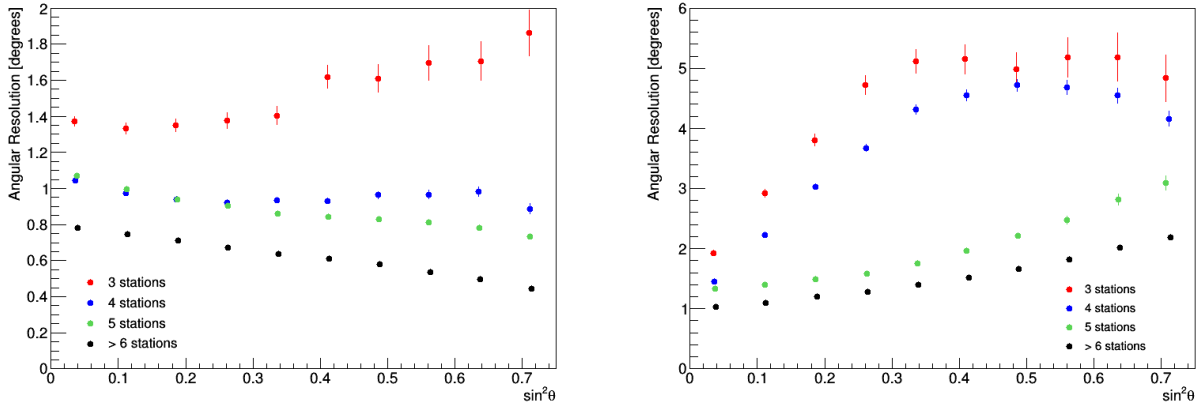 Angular Resolution [degrees]
2
1.8
1.6
1.4
1.2
1
0.8
0.6
0.4
0.2
0
3 stations
4 stations
5 stations
> 6 stations
0 0.1 0.2 0.3 0.4 0.5 0.6 0.7
sin²θ
Angular Resolution [degrees]
6
5
4
3
2
1
0
3 stations
4 stations
5 stations
> 6 stations
0 0.1 0.2 0.3 0.4 0.5 0.6 0.7
sin²θ